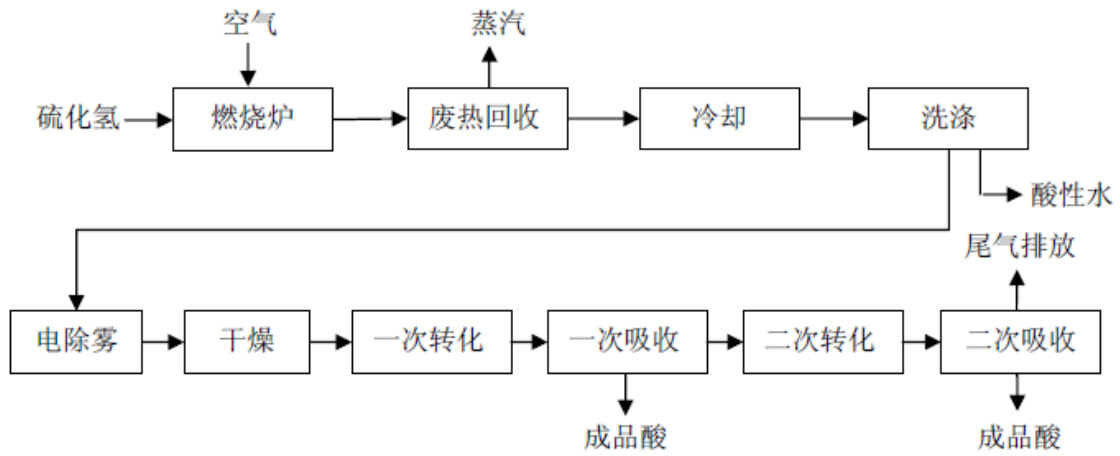 空气
蒸汽
硫化氢
燃烧炉
废热回收
冷却
洗涤
酸性水
尾气排放
电除雾
干燥
一次转化
一次吸收
二次转化
二次吸收
成品酸
成品酸